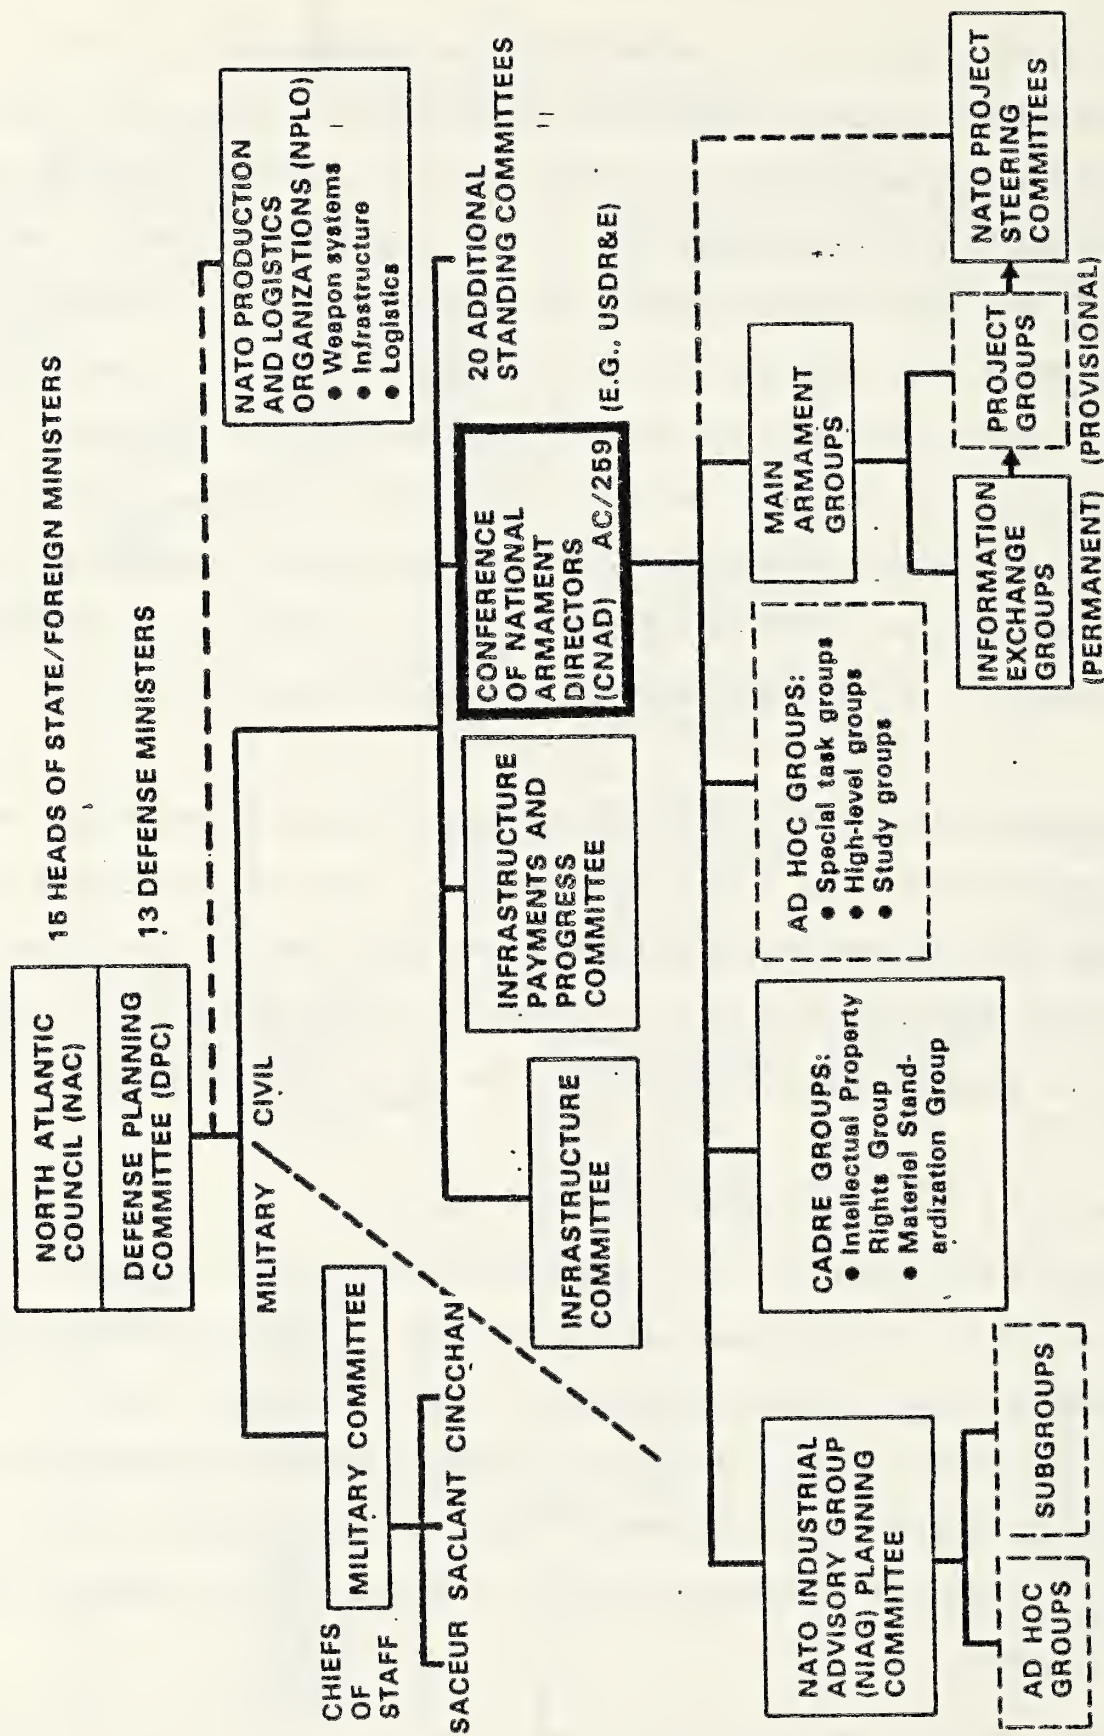 NORTH ATLANTIC
COUNCIL (NAC)
15 HEADS OF STATE/FOREIGN MINISTERS
DEFENSE PLANNING
COMMITTEE (DPC)
13 DEFENSE MINISTERS
MILITARY
CIVIL
NATO PRODUCTION
AND LOGISTICS
ORGANIZATIONS (NPLO)
● Weapon systems
● Infrastructure
● Logistics
CHIEFS
OF
STAFF
MILITARY COMMITTEE
SACEUR SACLANT CINCCHAN
INFRASTRUCTURE
COMMITTEE
INFRASTRUCTURE
PAYMENTS AND
PROGRESS
COMMITTEE
CONFERENCE
OF NATIONAL
ARMAMENT
DIRECTORS
(CNAD) AC/259
(E.G., USDR&E)
20 ADDITIONAL
STANDING COMMITTEES
NATO INDUSTRIAL
ADVISORY GROUP
(NIAG) PLANNING
COMMITTEE
AD HOC
GROUPS
SUBGROUPS
CADRE GROUPS:
● Intellectual Property
Rights Group
● Materiel Stand-
ardization Group
AD HOC GROUPS:
● Special task groups
● High-level groups
● Study groups
MAIN
ARMAMENT
GROUPS
INFORMATION
EXCHANGE
GROUPS
(PERMANENT)
PROJECT
GROUPS
(PROVISIONAL)
NATO PROJECT
STEERING
COMMITTEES